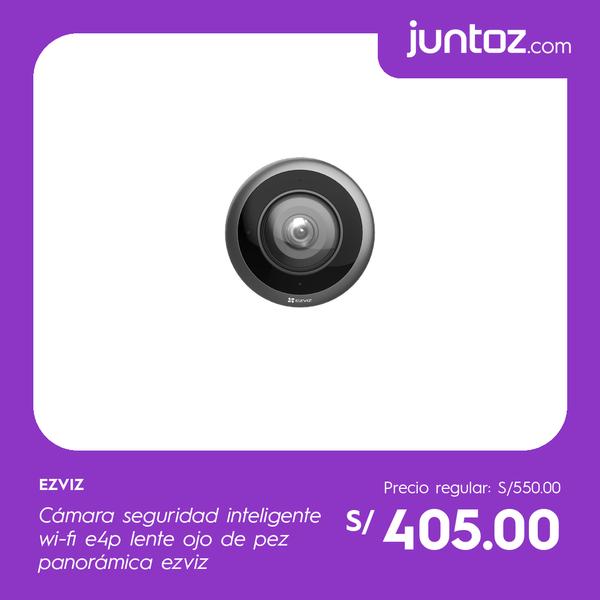 juntoz.com
EZVIZ
EZVIZ
Precio regular: S/550.00
Cámara seguridad inteligente
wi-fi e4p lente ojo de pez
panorámica ezviz
S/ 405.00